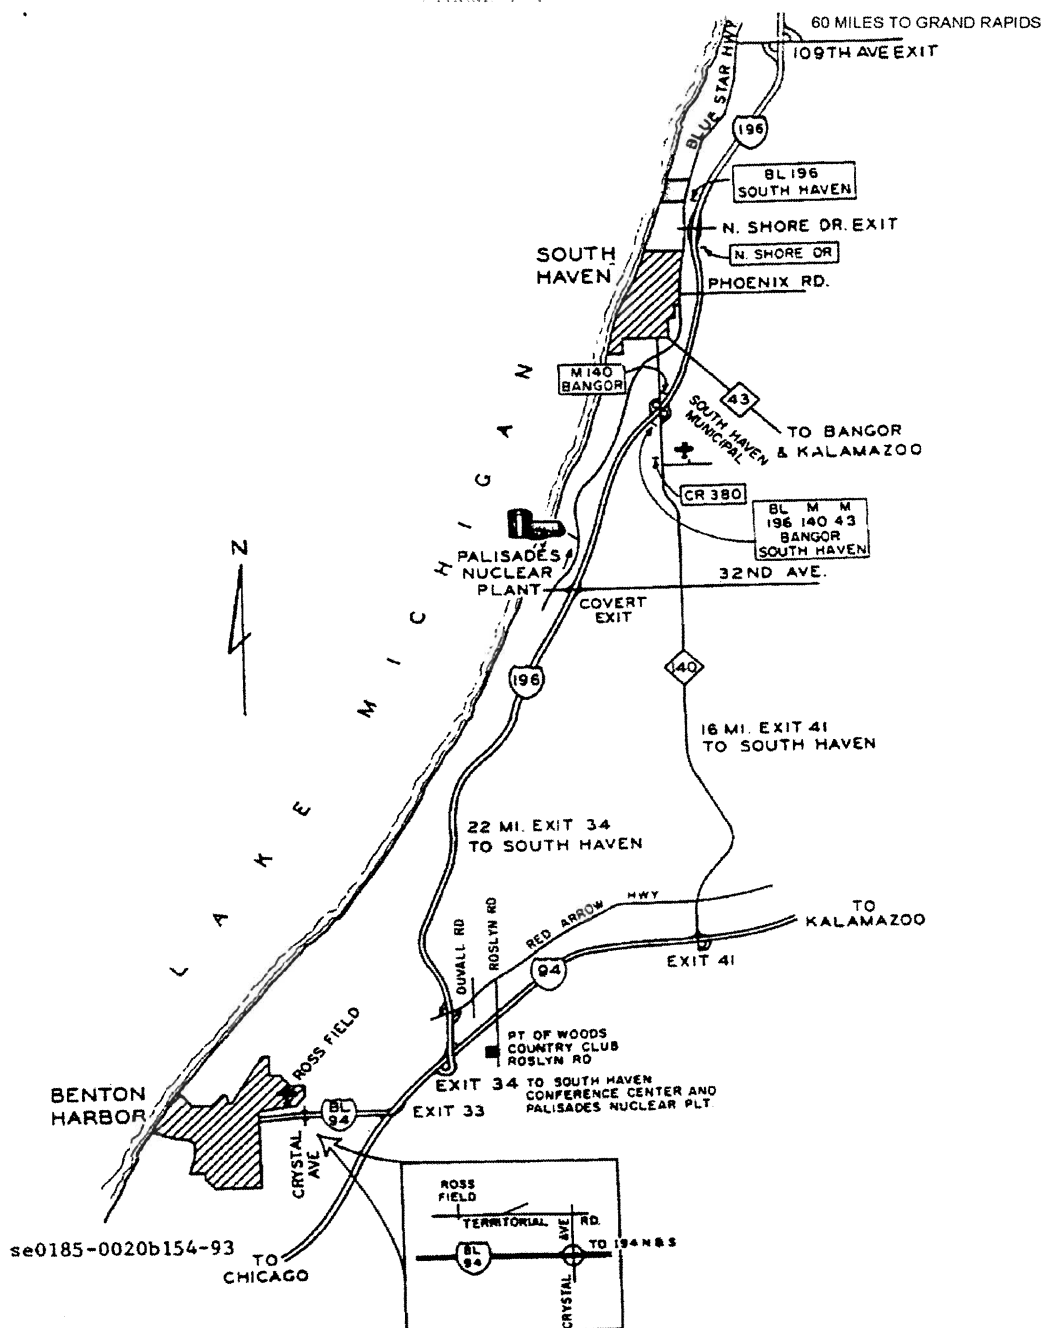 60 MILES TO GRAND RAPIDS
109TH AVE EXIT
BLUE STAR HWY
196
BL 196
SOUTH HAVEN
N. SHORE DR. EXIT
N. SHORE DR
SOUTH
HAVEN
PHOENIX RD.
M140
BANGOR
43
SOUTH HAVEN
MUNICIPAL
TO BANGOR
& KALAMAZOO
CR 380
BL M M
196 140 43
BANGOR
SOUTH HAVEN
LAKE MICHIGAN
N
PALISADES
NUCLEAR
PLANT
32ND AVE.
COVERT
EXIT
196
140
16 MI. EXIT 41
TO SOUTH HAVEN
22 MI. EXIT 34
TO SOUTH HAVEN
DUVALL RD
ROSLYN RD
RED ARROW HWY
TO
KALAMAZOO
EXIT 41
94
PT OF WOODS
COUNTRY CLUB
ROSLYN RD
ROSS FIELD
EXIT 34 TO SOUTH HAVEN
CONFERENCE CENTER AND
PALISADES NUCLEAR PLT.
BENTON
HARBOR
BL
94
EXIT 33
CRYSTAL
AVE
ROSS
FIELD
TERRITORIAL RD.
CRYSTAL AVE
TO I94 N & S
BL
94
se0185-0020b154-93
TO
CHICAGO